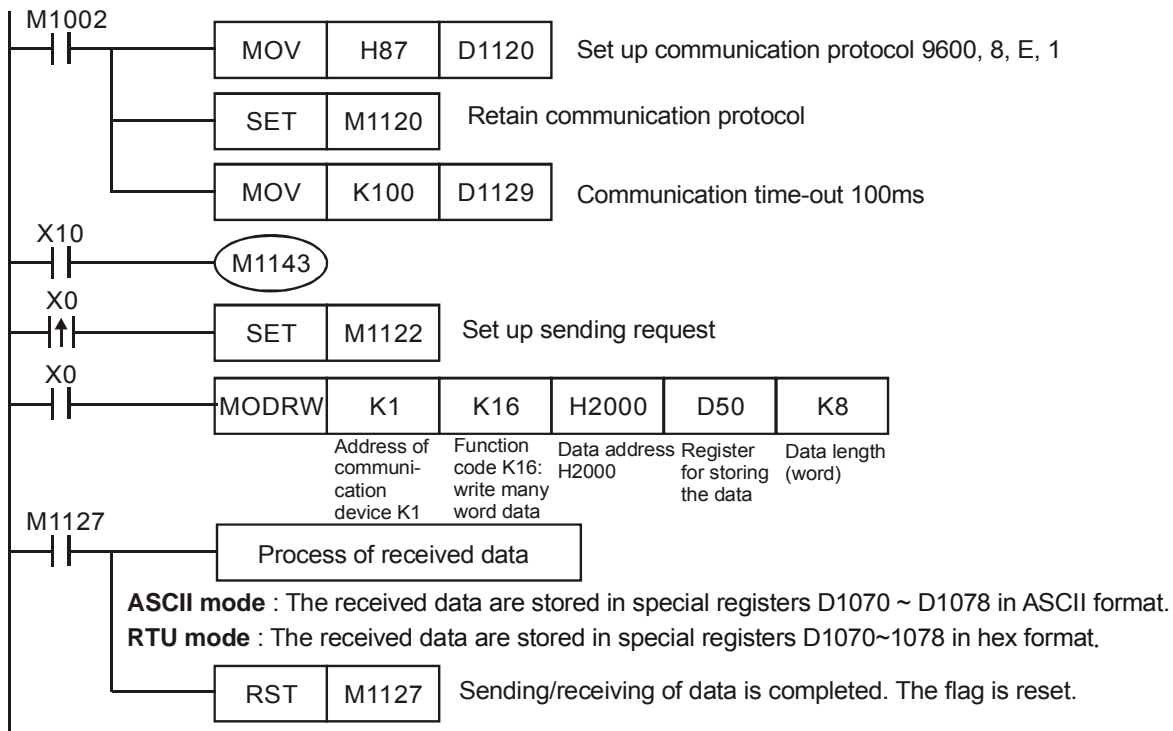 M1002
MOV H87 D1120 Set up communication protocol 9600, 8, E, 1
SET M1120 Retain communication protocol
MOV K100 D1129 Communication time-out 100ms
X10
M1143
X0
SET M1122 Set up sending request
X0
MODRW K1 K16 H2000 D50 K8
Address of communi-cation device K1
Function code K16: write many word data
Data address H2000
Register for storing the data
Data length (word)
M1127
Process of received data
ASCII mode : The received data are stored in special registers D1070 ~ D1078 in ASCII format.
RTU mode : The received data are stored in special registers D1070~1078 in hex format.
RST M1127 Sending/receiving of data is completed. The flag is reset.